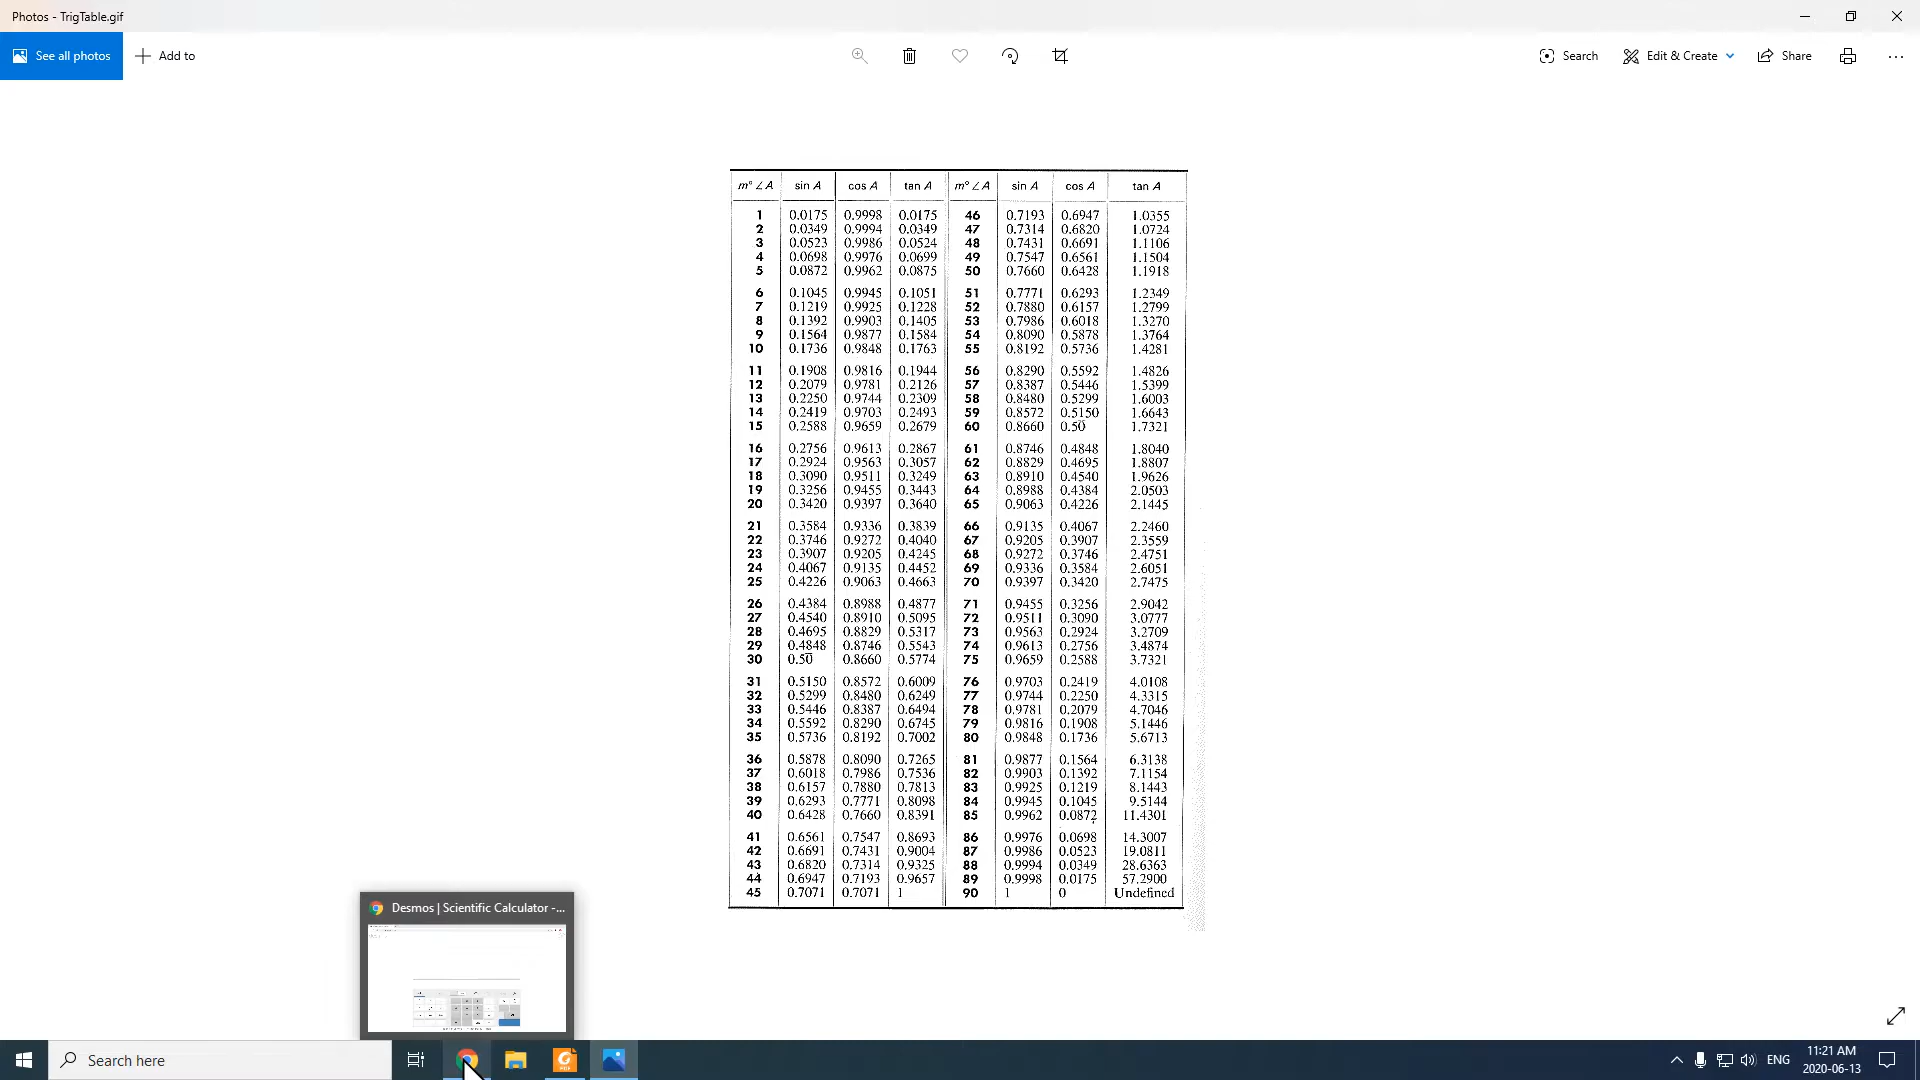 Photos - TrigTable.gif
See all photos
Add to
Search
Edit & Create
Share
m° ∠A sin A cos A tan A m° ∠A sin A cos A tan A
1 0.0175 0.9998 0.0175 46 0.7193 0.6947 1.0355
2 0.0349 0.9994 0.0349 47 0.7314 0.6820 1.0724
3 0.0523 0.9986 0.0524 48 0.7431 0.6691 1.1106
4 0.0698 0.9976 0.0699 49 0.7547 0.6561 1.1504
5 0.0872 0.9962 0.0875 50 0.7660 0.6428 1.1918
6 0.1045 0.9945 0.1051 51 0.7771 0.6293 1.2349
7 0.1219 0.9925 0.1228 52 0.7880 0.6157 1.2799
8 0.1392 0.9903 0.1405 53 0.7986 0.6018 1.3270
9 0.1564 0.9877 0.1584 54 0.8090 0.5878 1.3764
10 0.1736 0.9848 0.1763 55 0.8192 0.5736 1.4281
11 0.1908 0.9816 0.1944 56 0.8290 0.5592 1.4826
12 0.2079 0.9781 0.2126 57 0.8387 0.5446 1.5399
13 0.2250 0.9744 0.2309 58 0.8480 0.5299 1.6003
14 0.2419 0.9703 0.2493 59 0.8572 0.5150 1.6643
15 0.2588 0.9659 0.2679 60 0.8660 0.50̅ 1.7321
16 0.2756 0.9613 0.2867 61 0.8746 0.4848 1.8040
17 0.2924 0.9563 0.3057 62 0.8829 0.4695 1.8807
18 0.3090 0.9511 0.3249 63 0.8910 0.4540 1.9626
19 0.3256 0.9455 0.3443 64 0.8988 0.4384 2.0503
20 0.3420 0.9397 0.3640 65 0.9063 0.4226 2.1445
21 0.3584 0.9336 0.3839 66 0.9135 0.4067 2.2460
22 0.3746 0.9272 0.4040 67 0.9205 0.3907 2.3559
23 0.3907 0.9205 0.4245 68 0.9272 0.3746 2.4751
24 0.4067 0.9135 0.4452 69 0.9336 0.3584 2.6051
25 0.4226 0.9063 0.4663 70 0.9397 0.3420 2.7475
26 0.4384 0.8988 0.4877 71 0.9455 0.3256 2.9042
27 0.4540 0.8910 0.5095 72 0.9511 0.3090 3.0777
28 0.4695 0.8829 0.5317 73 0.9563 0.2924 3.2709
29 0.4848 0.8746 0.5543 74 0.9613 0.2756 3.4874
30 0.50̅ 0.8660 0.5774 75 0.9659 0.2588 3.7321
31 0.5150 0.8572 0.6009 76 0.9703 0.2419 4.0108
32 0.5299 0.8480 0.6249 77 0.9744 0.2250 4.3315
33 0.5446 0.8387 0.6494 78 0.9781 0.2079 4.7046
34 0.5592 0.8290 0.6745 79 0.9816 0.1908 5.1446
35 0.5736 0.8192 0.7002 80 0.9848 0.1736 5.6713
36 0.5878 0.8090 0.7265 81 0.9877 0.1564 6.3138
37 0.6018 0.7986 0.7536 82 0.9903 0.1392 7.1154
38 0.6157 0.7880 0.7813 83 0.9925 0.1219 8.1443
39 0.6293 0.7771 0.8098 84 0.9945 0.1045 9.5144
40 0.6428 0.7660 0.8391 85 0.9962 0.0872 11.4301
41 0.6561 0.7547 0.8693 86 0.9976 0.0698 14.3007
42 0.6691 0.7431 0.9004 87 0.9986 0.0523 19.0811
43 0.6820 0.7314 0.9325 88 0.9994 0.0349 28.6363
44 0.6947 0.7193 0.9657 89 0.9998 0.0175 57.2900
45 0.7071 0.7071 1 90 1 0 Undefined
Desmos | Scientific Calculator -...
Search here
ENG
11:21 AM
2020-06-13